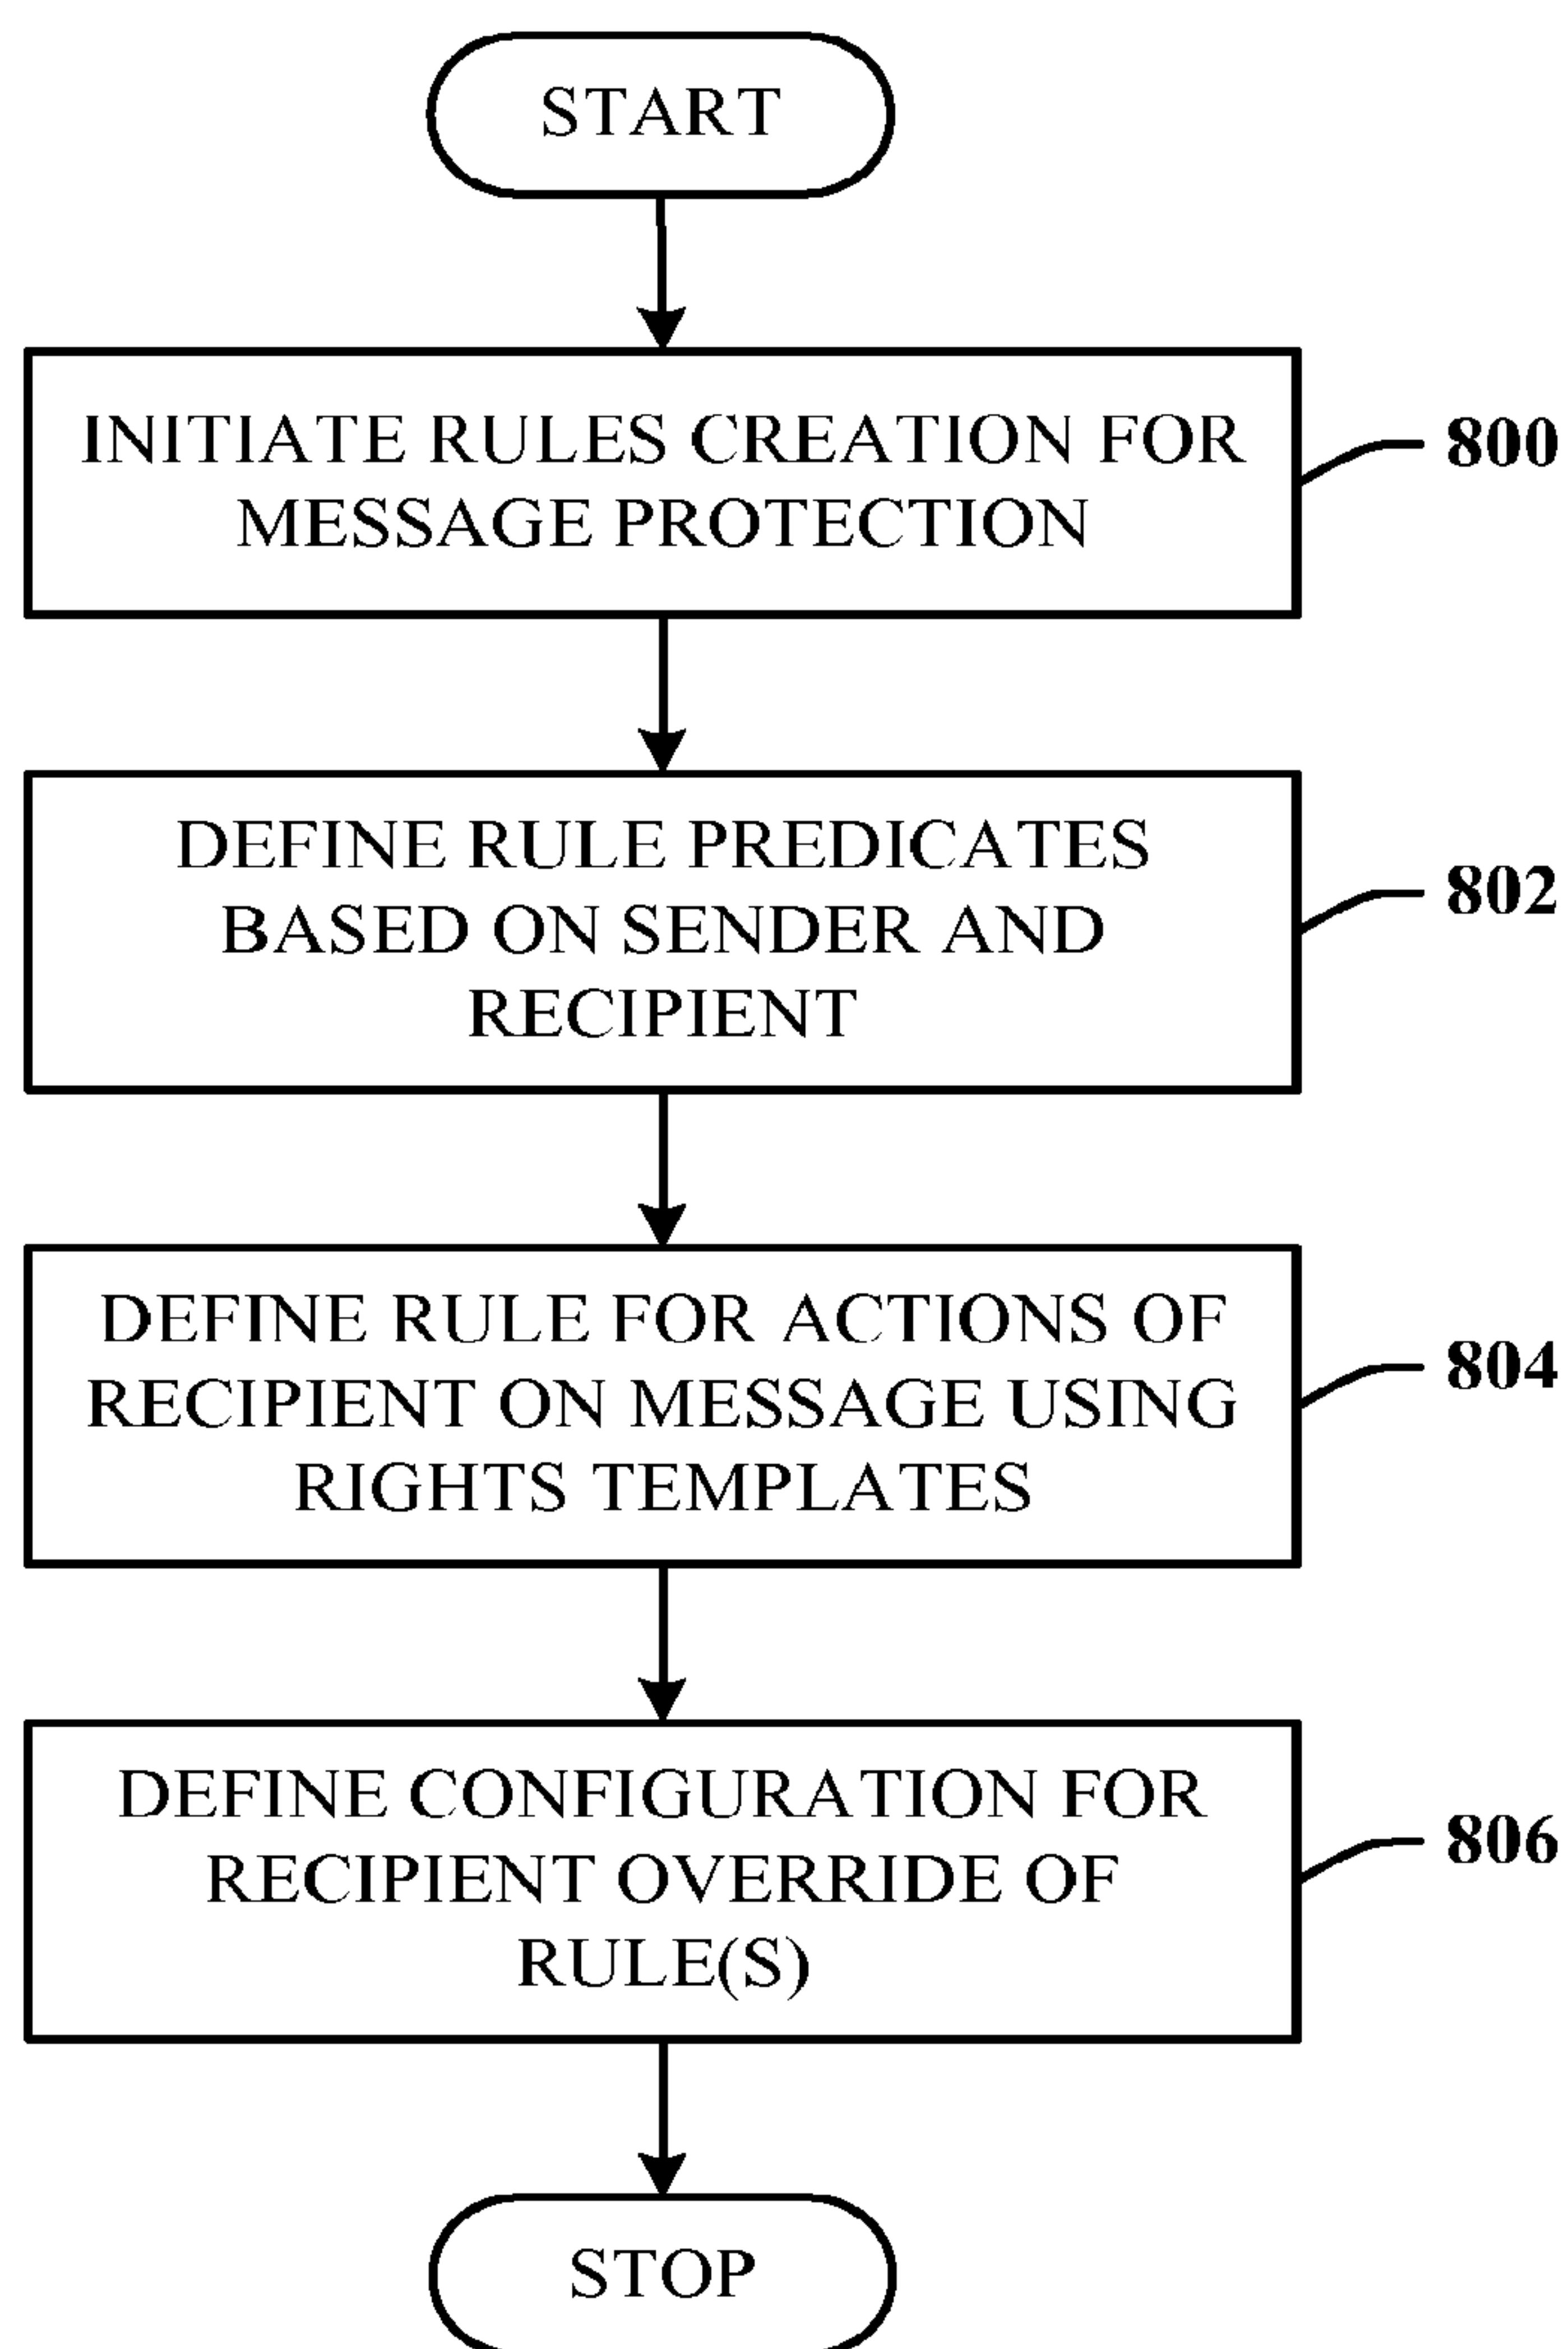 START
INITIATE RULES CREATION FOR
MESSAGE PROTECTION
800
DEFINE RULE PREDICATES
BASED ON SENDER AND
RECIPIENT
802
DEFINE RULE FOR ACTIONS OF
RECIPIENT ON MESSAGE USING
RIGHTS TEMPLATES
804
DEFINE CONFIGURATION FOR
RECIPIENT OVERRIDE OF
RULE(S)
806
STOP